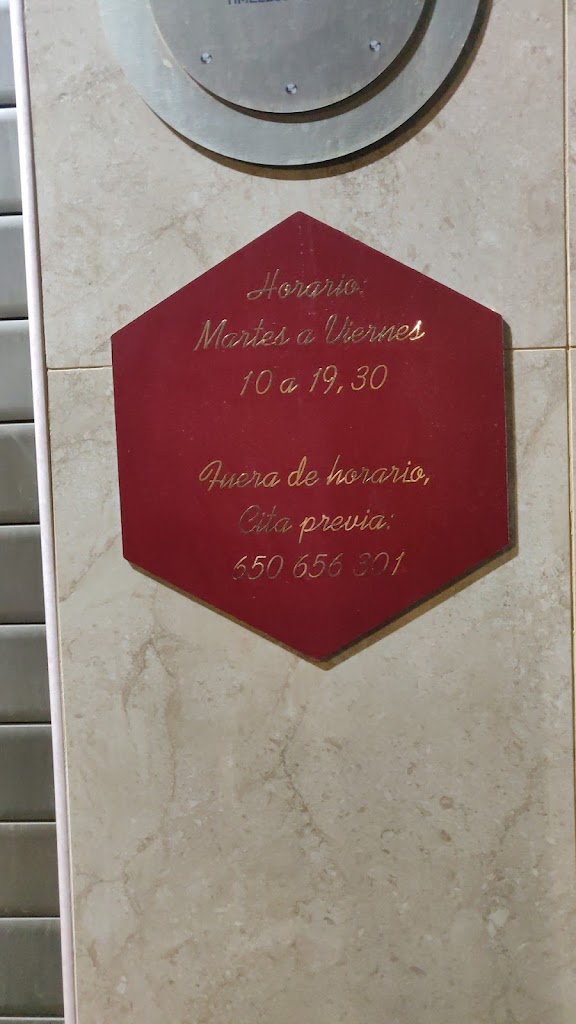 Horario:
Martes a Viernes
10 a 19,30
Fuera de horario,
Cita previa:
650 656 301